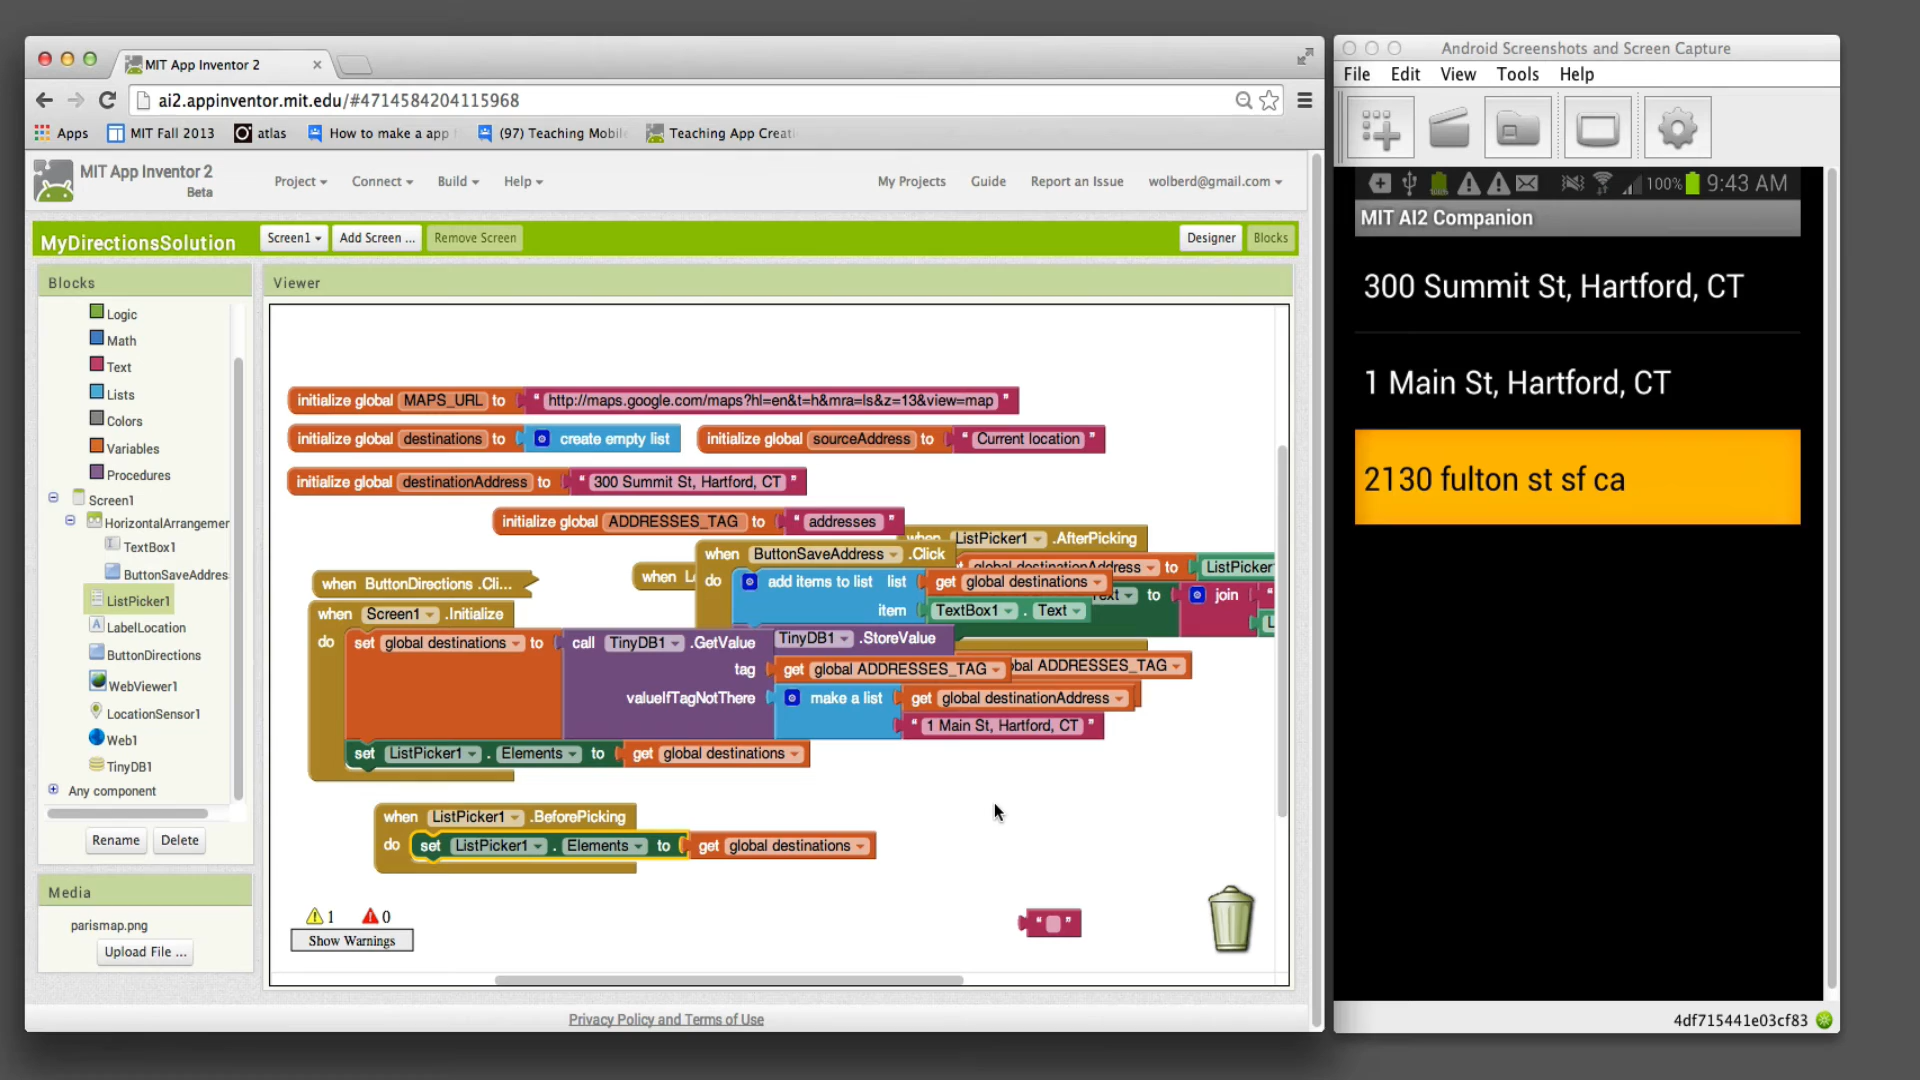 MIT App Inventor 2
ai2.appinventor.mit.edu/#4714584204115968
Apps MIT Fall 2013 atlas How to make a app (97) Teaching Mobil Teaching App Creati
MIT App Inventor 2
Beta
Project Connect Build Help My Projects Guide Report an Issue wolberd@gmail.com
MyDirectionsSolution Screen1 Add Screen ... Remove Screen Designer Blocks
Blocks
Logic
Math
Text
Lists
Colors
Variables
Procedures
Screen1
HorizontalArrangemer
TextBox1
ButtonSaveAddres
ListPicker1
LabelLocation
ButtonDirections
WebViewer1
LocationSensor1
Web1
TinyDB1
Any component
Rename Delete
Media
parismap.png
Upload File ...
Viewer
initialize global MAPS_URL to " http://maps.google.com/maps?hl=en&t=h&mra=ls&z=13&view=map "
initialize global destinations to create empty list initialize global sourceAddress to " Current location "
initialize global destinationAddress to " 300 Summit St, Hartford, CT "
initialize global ADDRESSES_TAG to " addresses "
when ListPicker1 .AfterPicking
when ButtonSaveAddress .Click
global destinationAddress to ListPicker
when ButtonDirections .Cli... when L do add items to list list get global destinations
to join "
item TextBox1 . Text
when Screen1 .Initialize
do set global destinations to call TinyDB1 .GetValue TinyDB1 .StoreValue
tag get global ADDRESSES_TAG bal ADDRESSES_TAG
valueIfTagNotThere make a list get global destinationAddress
" 1 Main St, Hartford, CT "
set ListPicker1 . Elements to get global destinations
when ListPicker1 .BeforePicking
do set ListPicker1 . Elements to get global destinations
1 0
Show Warnings
" "
Privacy Policy and Terms of Use
Android Screenshots and Screen Capture
File Edit View Tools Help
100% 9:43 AM
MIT AI2 Companion
300 Summit St, Hartford, CT
1 Main St, Hartford, CT
2130 fulton st sf ca
4df715441e03cf83